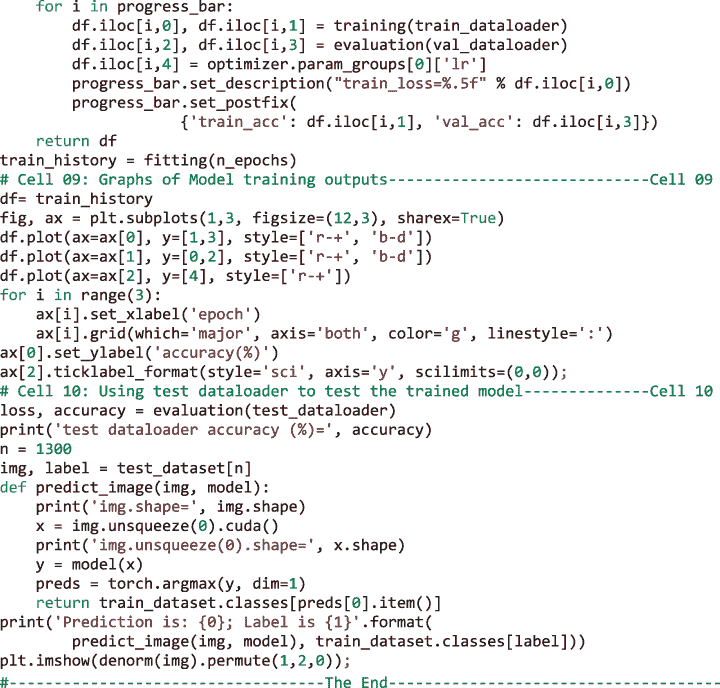 for i in progress_bar:
        df.iloc[i,0], df.iloc[i,1] = training(train_dataloader)
        df.iloc[i,2], df.iloc[i,3] = evaluation(val_dataloader)
        df.iloc[i,4] = optimizer.param_groups[0]['lr']
        progress_bar.set_description("train_loss=%.5f" % df.iloc[i,0])
        progress_bar.set_postfix(
                    {'train_acc': df.iloc[i,1], 'val_acc': df.iloc[i,3]})
    return df
train_history = fitting(n_epochs)
# Cell 09: Graphs of Model training outputs-----------------------------Cell 09
df= train_history
fig, ax = plt.subplots(1,3, figsize=(12,3), sharex=True)
df.plot(ax=ax[0], y=[1,3], style=['r-+', 'b-d'])
df.plot(ax=ax[1], y=[0,2], style=['r-+', 'b-d'])
df.plot(ax=ax[2], y=[4], style=['r-+'])
for i in range(3):
    ax[i].set_xlabel('epoch')
    ax[i].grid(which='major', axis='both', color='g', linestyle=':')
ax[0].set_ylabel('accuracy(%)')
ax[2].ticklabel_format(style='sci', axis='y', scilimits=(0,0));
# Cell 10: Using test dataloader to test the trained model--------------Cell 10
loss, accuracy = evaluation(test_dataloader)
print('test dataloader accuracy (%)=', accuracy)
n = 1300
img, label = test_dataset[n]
def predict_image(img, model):
    print('img.shape=', img.shape)
    x = img.unsqueeze(0).cuda()
    print('img.unsqueeze(0).shape=', x.shape)
    y = model(x)
    preds = torch.argmax(y, dim=1)
    return train_dataset.classes[preds[0].item()]
print('Prediction is: {0}; Label is {1}'.format(
        predict_image(img, model), train_dataset.classes[label]))
plt.imshow(denorm(img).permute(1,2,0));
#-----------------------------------The End-----------------------------------